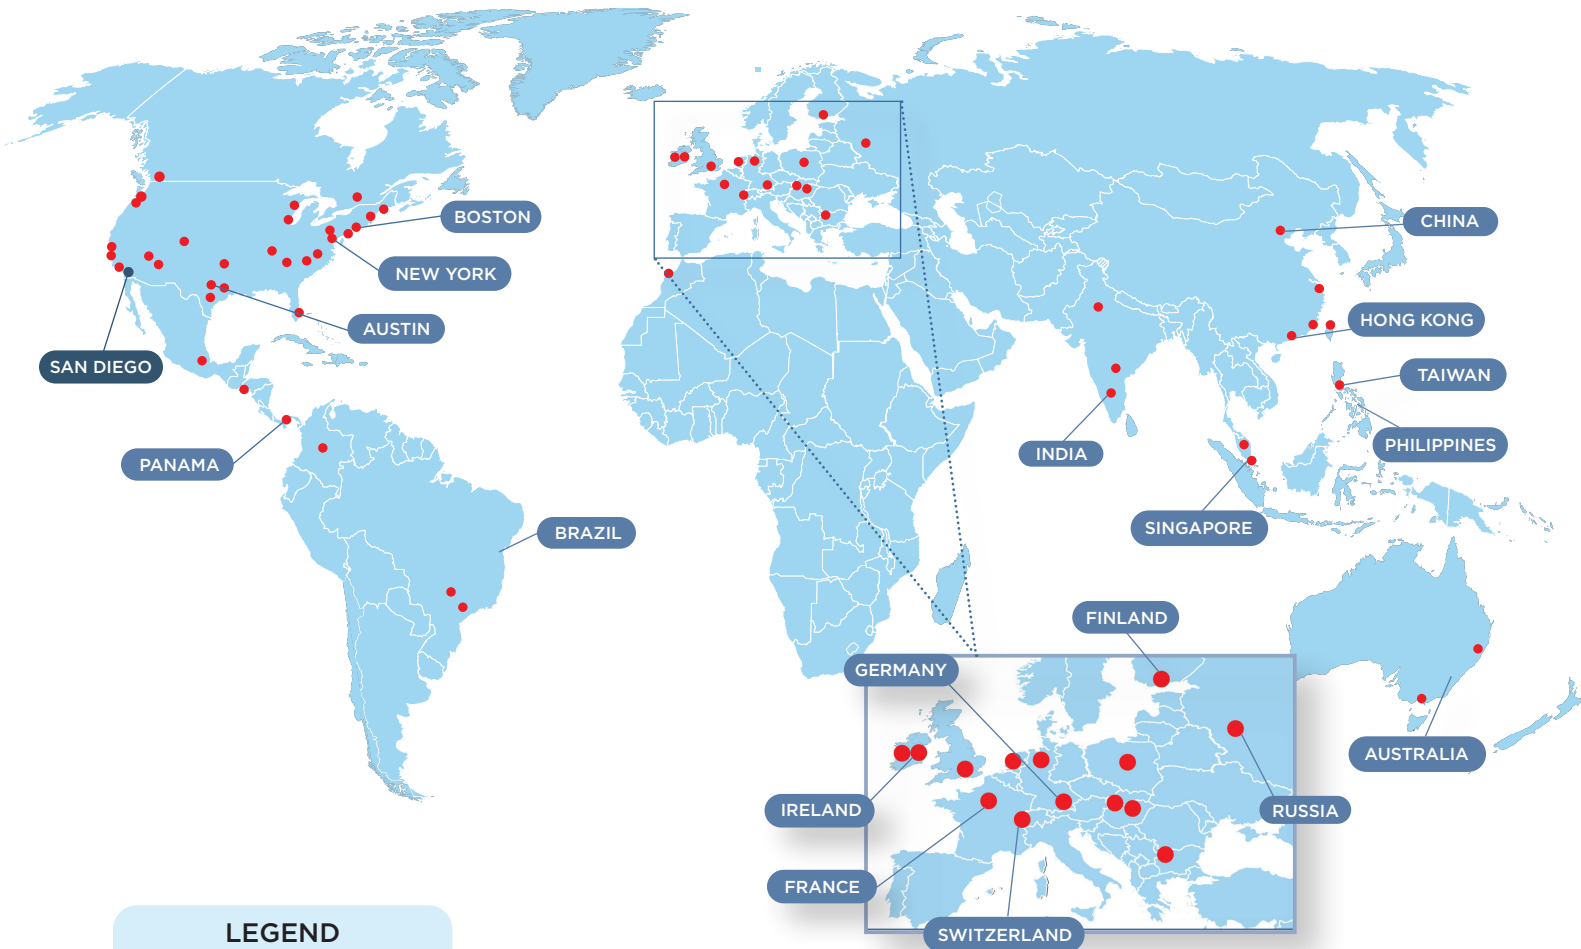 BOSTON
CHINA
NEW YORK
HONG KONG
AUSTIN
SAN DIEGO
TAIWAN
PHILIPPINES
INDIA
PANAMA
SINGAPORE
BRAZIL
FINLAND
GERMANY
AUSTRALIA
IRELAND
RUSSIA
FRANCE
LEGEND
SWITZERLAND